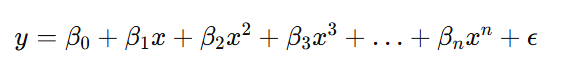 y = β₀ + β₁x + β₂x² + β₃x³ + … + βₙxⁿ + ϵ